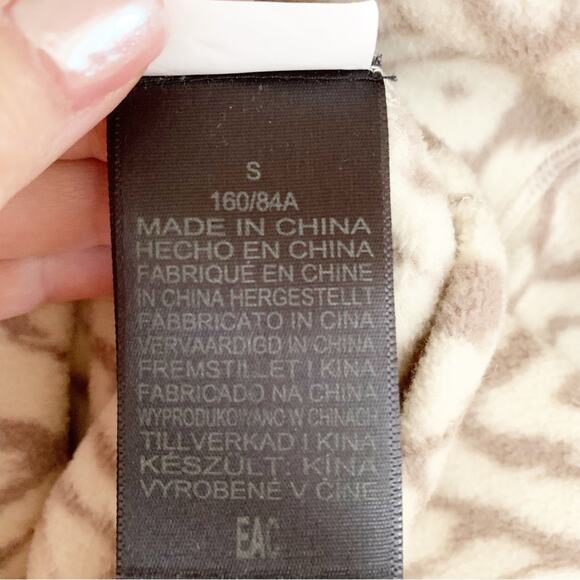 S
160/84A
MADE IN CHINA
HECHO EN CHINA
FABRIQUÉ EN CHINE
IN CHINA HERGESTELLT
FABBRICATO IN CINA
VERVAARDIGD IN CHINA
FREMSTILLET I KINA
FABRICADO NA CHINA
WYPRODUKOWANO W CHINACH
TILLVERKAD I KINA
KÉSZÜLT: KÍNA
VYROBENÉ V ČÍNE
EAC